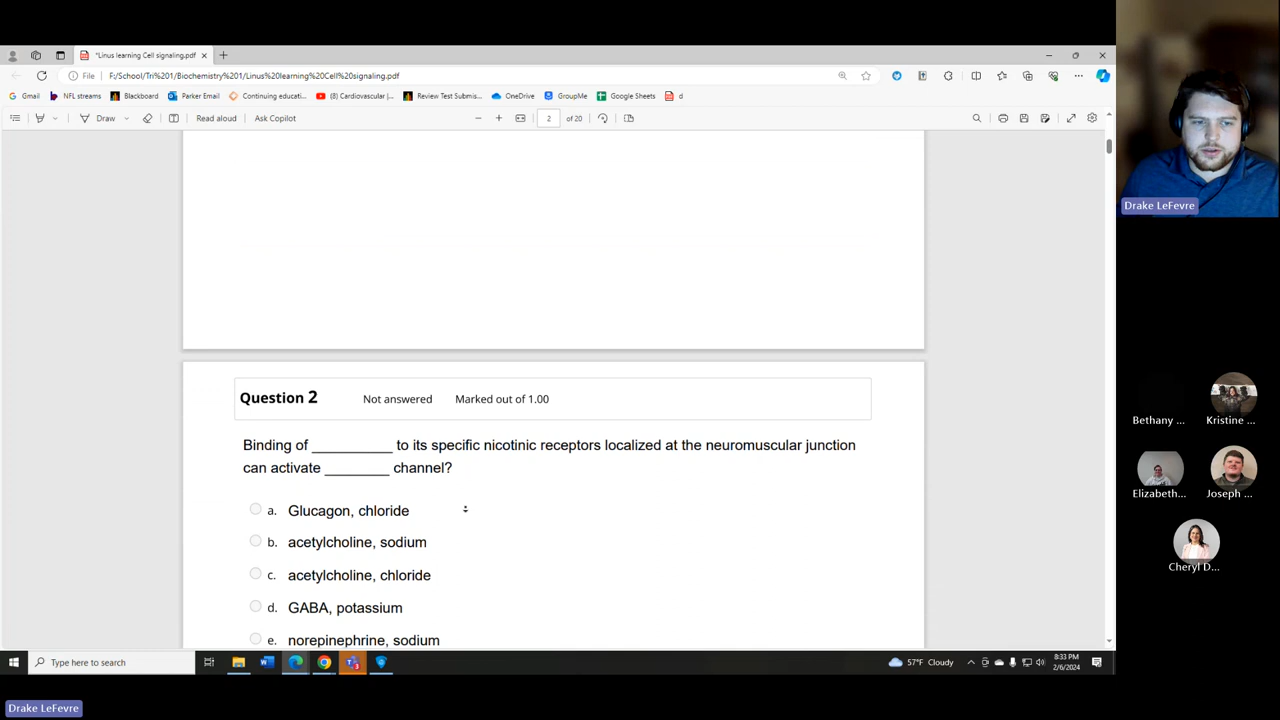 *Linus learning Cell signaling.pdf
File
F:/School/Tri%201/Biochemistry%201/Linus%20learning%20Cell%20signaling.pdf
Gmail
NFL streams
Blackboard
Parker Email
Continuing educati...
(8) Cardiovascular |...
Review Test Submis...
OneDrive
GroupMe
Google Sheets
d
Draw
Read aloud
Ask Copilot
2
of 20
Drake LeFevre
Question 2
Not answered
Marked out of 1.00
Binding of __________ to its specific nicotinic receptors localized at the neuromuscular junction
can activate ________ channel?
a. Glucagon, chloride
b. acetylcholine, sodium
c. acetylcholine, chloride
d. GABA, potassium
e. norepinephrine, sodium
Bethany ...
Kristine ...
Elizabeth...
Joseph ...
Cheryl D...
Type here to search
57°F Cloudy
8:33 PM
2/6/2024
Drake LeFevre